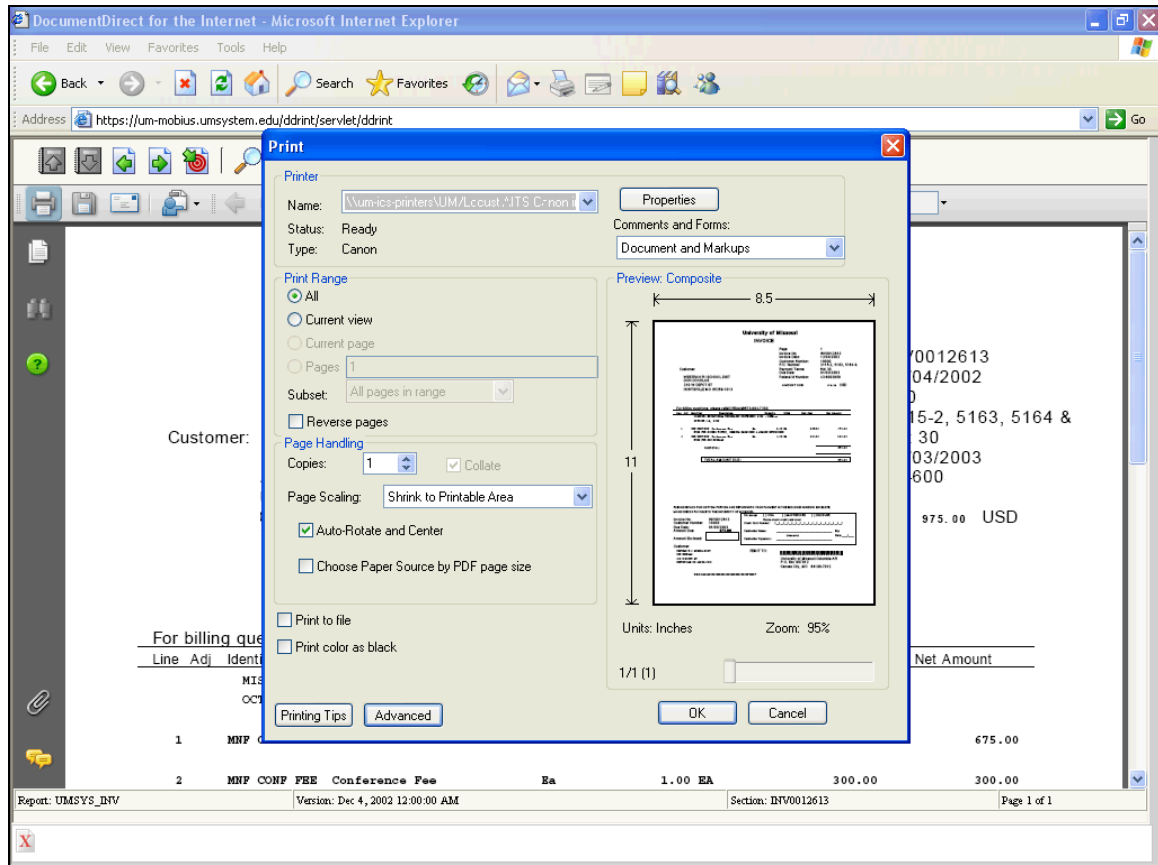 DocumentDirect for the Internet - Microsoft Internet Explorer
File Edit View Favorites Tools Help
Back Search Favorites
Address https://um-mobius.umsystem.edu/ddrint/servlet/ddrint Go
Print
Printer
Name:
Properties
Status: Ready
Comments and Forms:
Type: Canon
Document and Markups
Print Range
All
Current view
Current page
Pages 1
Subset: All pages in range
Reverse pages
Page Handling
Copies: 1 Collate
Page Scaling: Shrink to Printable Area
Auto-Rotate and Center
Choose Paper Source by PDF page size
Print to file
Print color as black
Printing Tips Advanced
Preview: Composite
8.5
11
University of Missouri
INVOICE
Units: Inches Zoom: 95%
1/1 (1)
OK Cancel
0012613
04/2002
15-2, 5163, 5164 &
Customer:
30
03/2003
600
975.00 USD
For billing que
Line Adj Identi Net Amount
MIS
OCT
1 MNF C 675.00
2 MNF CONF FEE Conference Fee Ea 1.00 EA 300.00 300.00
Report: UMSYS_INV Version: Dec 4, 2002 12:00:00 AM Section: INV0012613 Page 1 of 1